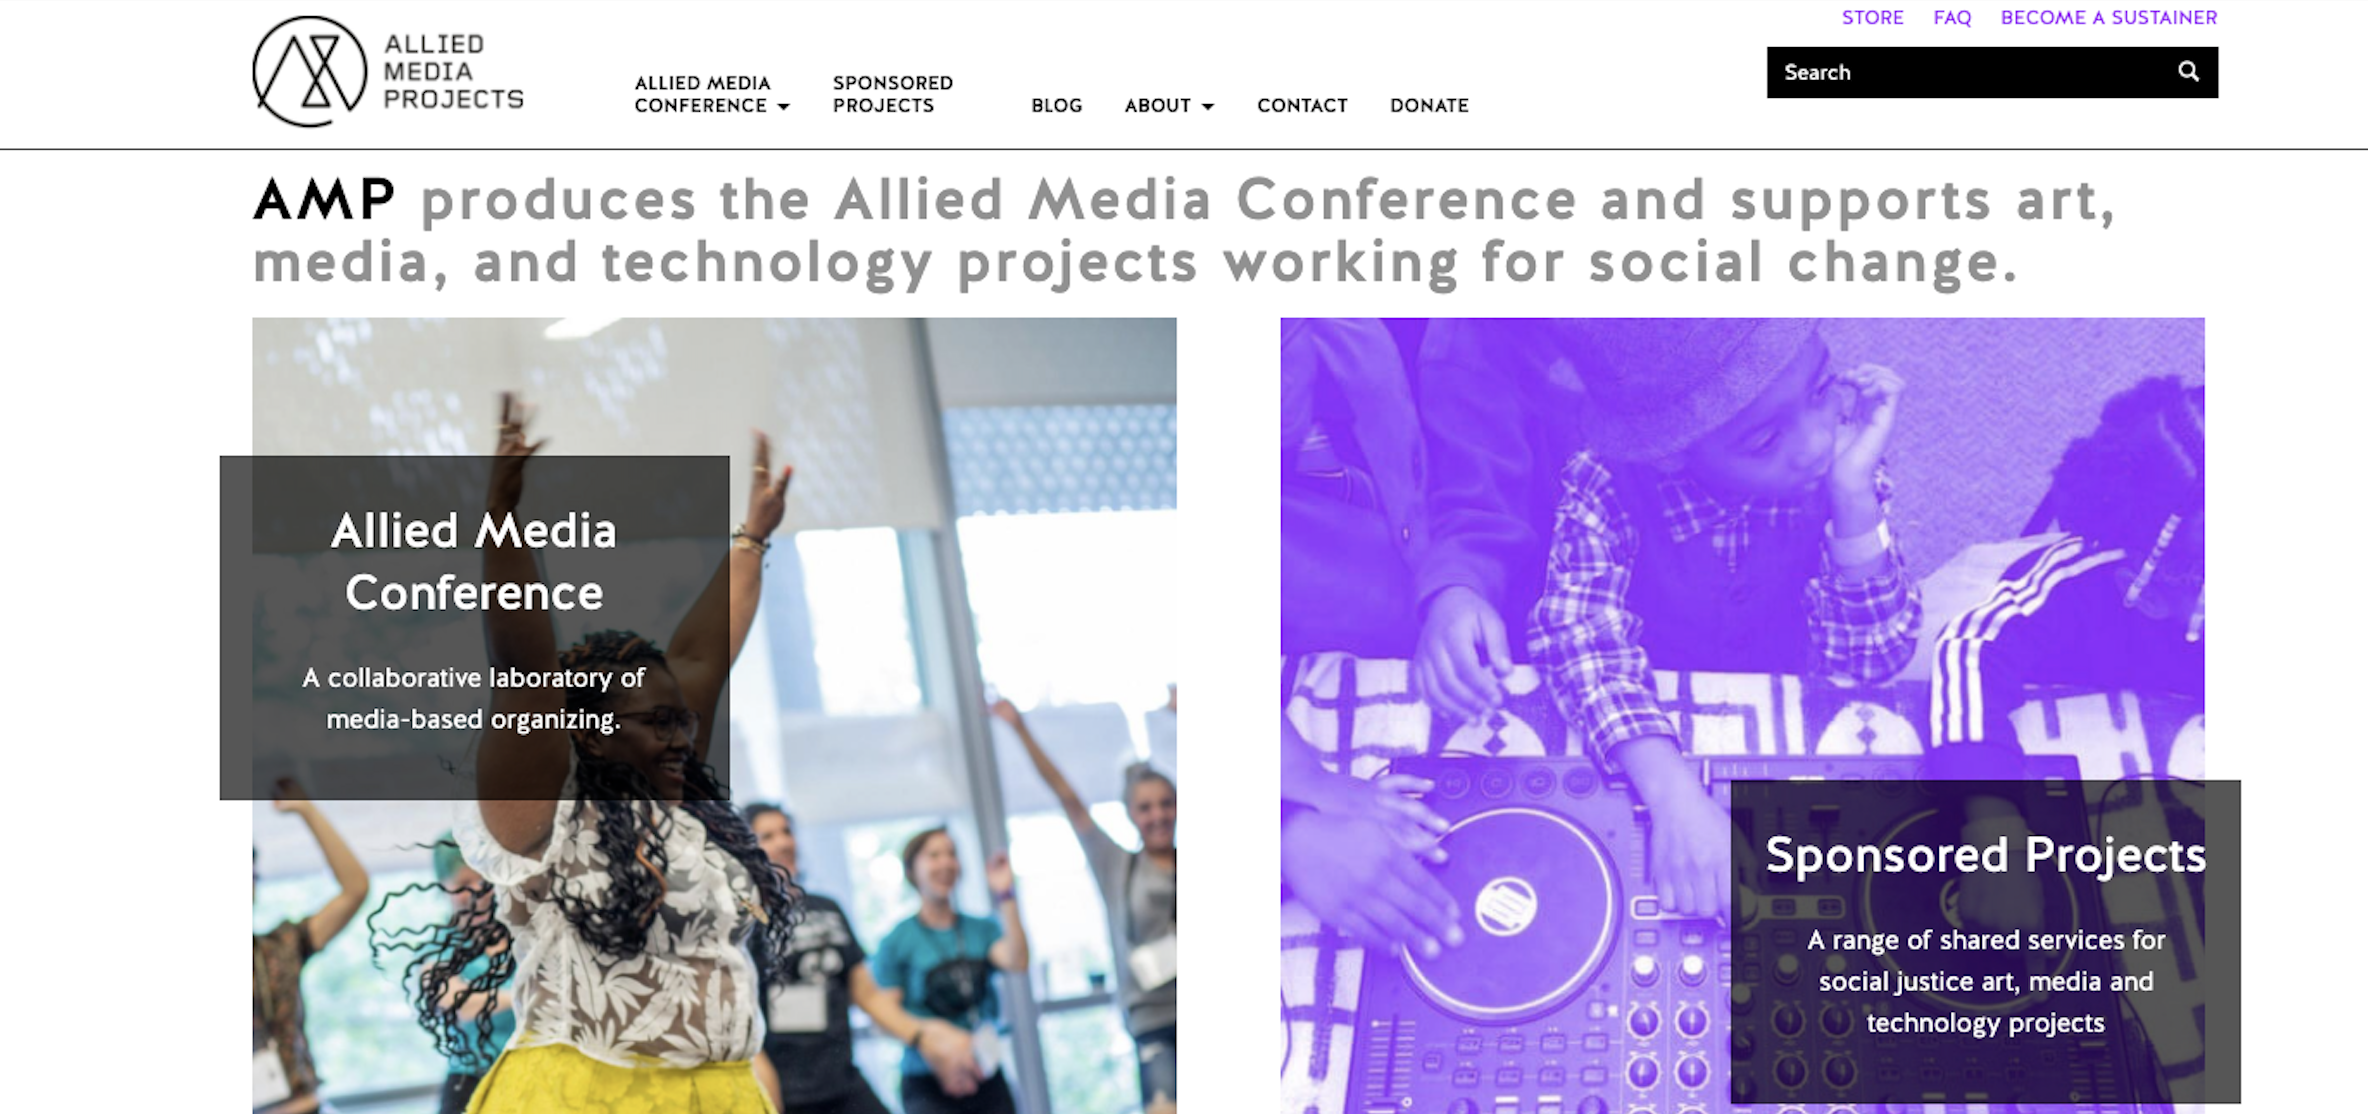 STORE FAQ BECOME A SUSTAINER
ALLIED
MEDIA
PROJECTS
Search
ALLIED MEDIA
CONFERENCE
SPONSORED
PROJECTS
BLOG
ABOUT
CONTACT
DONATE
AMP produces the Allied Media Conference and supports art,
media, and technology projects working for social change.
Allied Media
Conference
A collaborative laboratory of
media-based organizing.
Sponsored Projects
A range of shared services for
social justice art, media and
technology projects